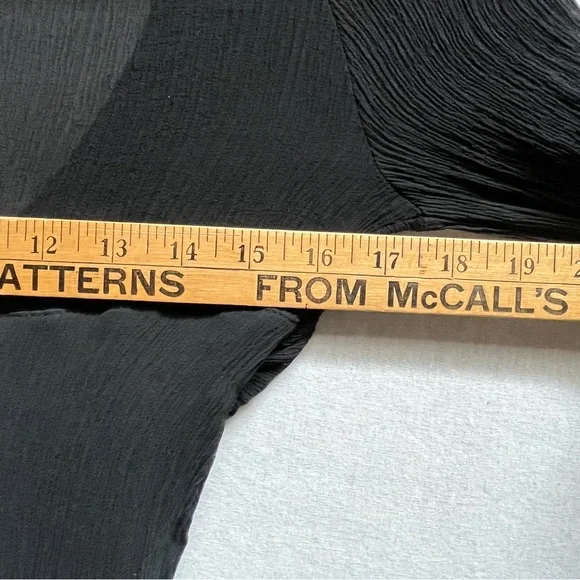 12 13 14 15 16 17 18 19
ATTERNS FROM McCALL'S